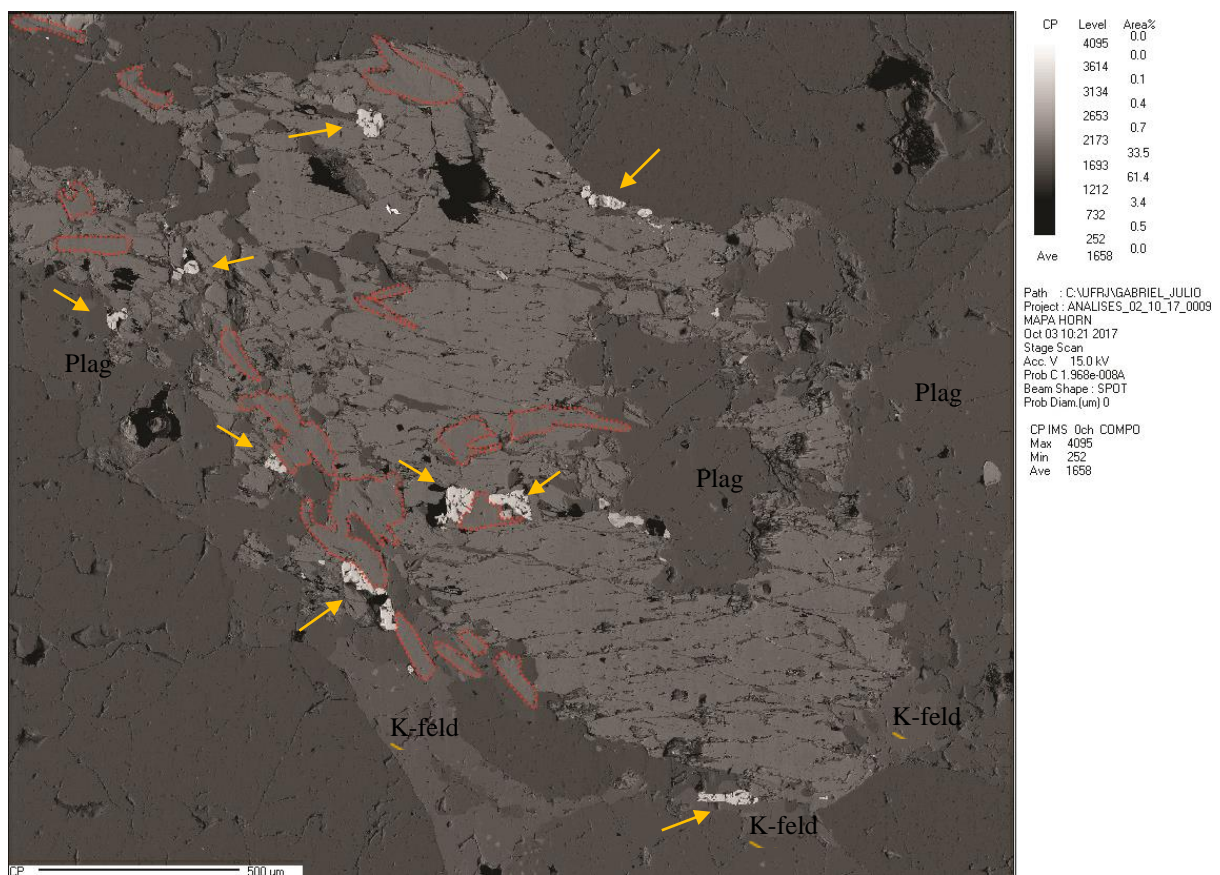 CP Level Area%
4095 0.0
3614 0.0
3134 0.1
2653 0.4
2173 0.7
1693 33.5
1212 61.4
732 3.4
252 0.5
Ave 1658 0.0
Path : C:\UFRJ\GABRIEL_JULIO
Project : ANALISES_02_10_17_0009
MAPA HORN
Oct 03 10:21 2017
Stage Scan
Acc. V 15.0 kV
Prob C 1.968e-008A
Beam Shape : SPOT
Prob Diam.(um) 0
CP IMS 0ch COMPO
Max 4095
Min 252
Ave 1658
Plag
Plag
Plag
K-feld
K-feld
K-feld
CP 500 um